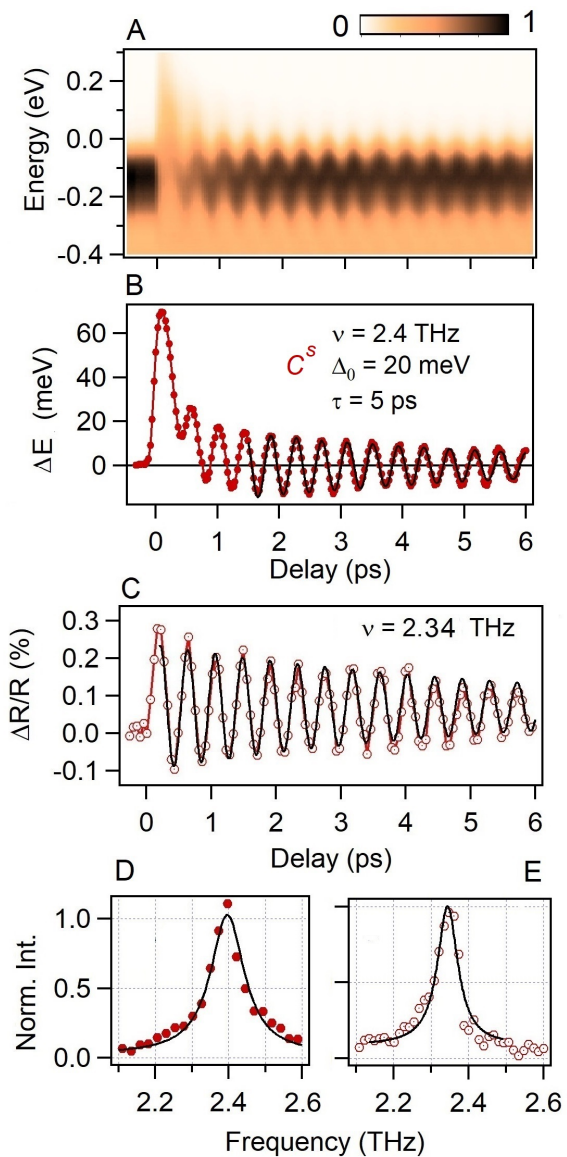 A
0 1
0.2
0.0
-0.2
-0.4
Energy (eV)
B
60
40
20
0
ΔE (meV)
C^s
ν = 2.4 THz
Δ₀ = 20 meV
τ = 5 ps
0 1 2 3 4 5 6
Delay (ps)
C
0.3
0.2
0.1
0.0
-0.1
ΔR/R (%)
ν = 2.34 THz
0 1 2 3 4 5 6
Delay (ps)
D E
1.0
0.5
0.0
Norm. Int.
2.2 2.4 2.6 2.2 2.4 2.6
Frequency (THz)